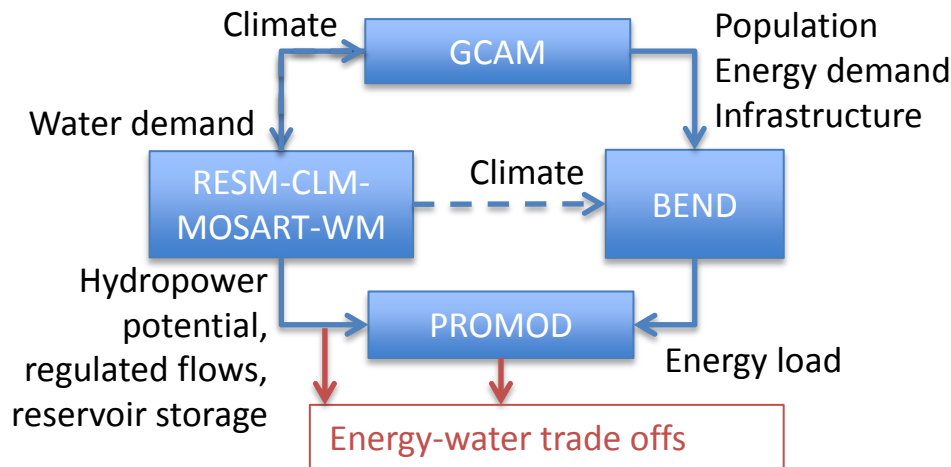 Climate
GCAM
Population
Energy demand
Infrastructure
Water demand
RESM-CLM-
MOSART-WM
Climate
BEND
Hydropower
potential,
regulated flows,
reservoir storage
PROMOD
Energy load
Energy-water trade offs